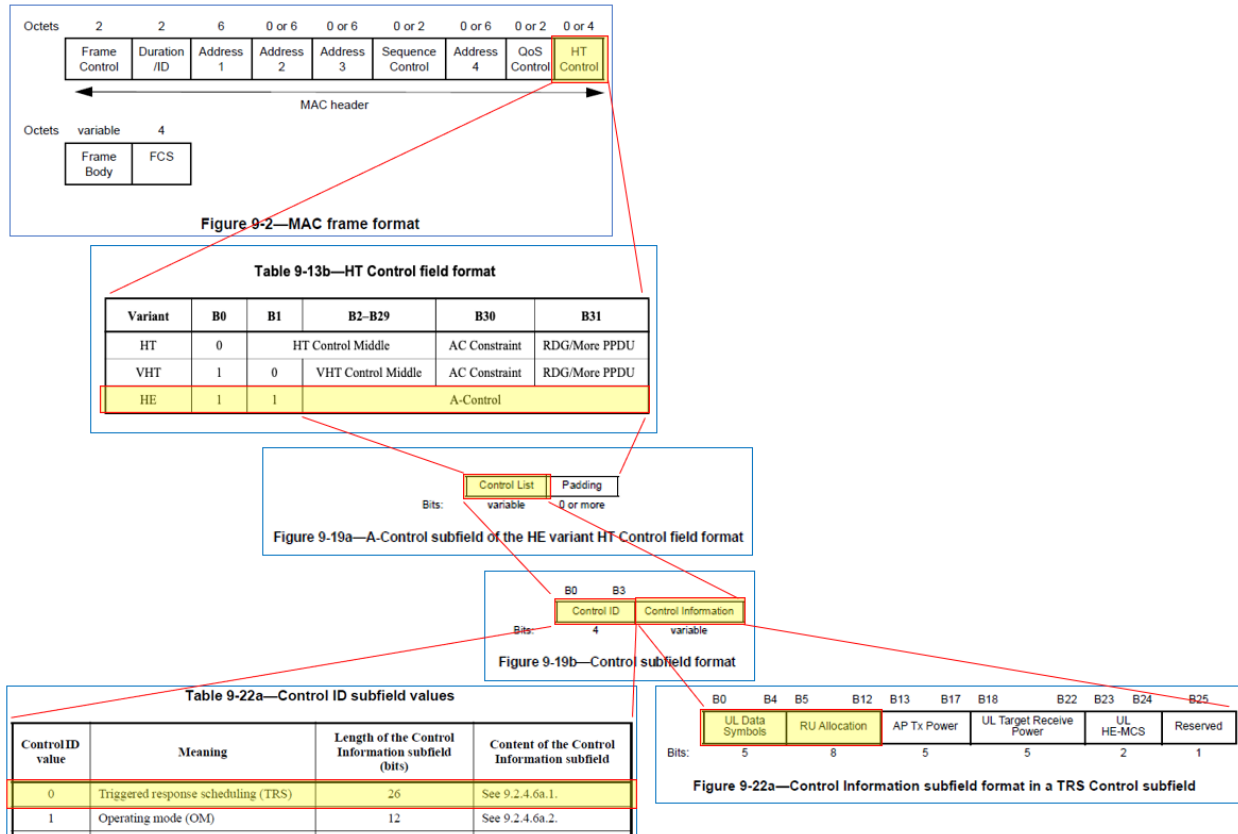 Octets 2 2 6 0 or 6 0 or 6 0 or 2 0 or 6 0 or 2 0 or 4
Frame Control Duration /ID Address 1 Address 2 Address 3 Sequence Control Address 4 QoS Control HT Control
MAC header
Octets variable 4
Frame Body FCS
Figure 9-2—MAC frame format
Table 9-13b—HT Control field format
Variant B0 B1 B2–B29 B30 B31
HT 0 HT Control Middle AC Constraint RDG/More PPDU
VHT 1 0 VHT Control Middle AC Constraint RDG/More PPDU
HE 1 1 A-Control
Control List Padding
Bits: variable 0 or more
Figure 9-19a—A-Control subfield of the HE variant HT Control field format
B0 B3
Control ID Control Information
Bits: 4 variable
Figure 9-19b—Control subfield format
Table 9-22a—Control ID subfield values
Control ID value Meaning Length of the Control Information subfield (bits) Content of the Control Information subfield
0 Triggered response scheduling (TRS) 26 See 9.2.4.6a.1.
1 Operating mode (OM) 12 See 9.2.4.6a.2.
B0 B4 B5 B12 B13 B17 B18 B22 B23 B24 B25
UL Data Symbols RU Allocation AP Tx Power UL Target Receive Power UL HE-MCS Reserved
Bits: 5 8 5 5 2 1
Figure 9-22a—Control Information subfield format in a TRS Control subfield